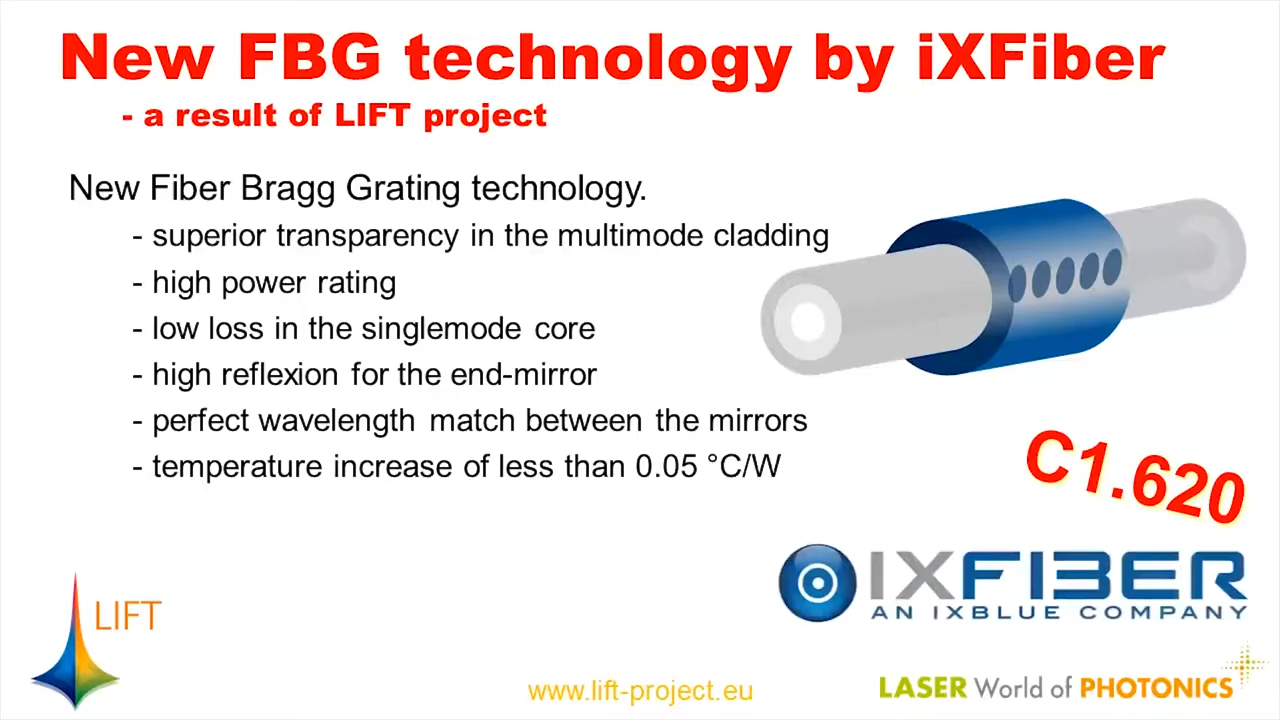 New FBG technology by iXFiber
- a result of LIFT project
New Fiber Bragg Grating technology.
- superior transparency in the multimode cladding
- high power rating
- low loss in the singlemode core
- high reflexion for the end-mirror
- perfect wavelength match between the mirrors
- temperature increase of less than 0.05 °C/W
C1.620
IXFIBER
AN IXBLUE COMPANY
LIFT
www.lift-project.eu
LASER World of PHOTONICS